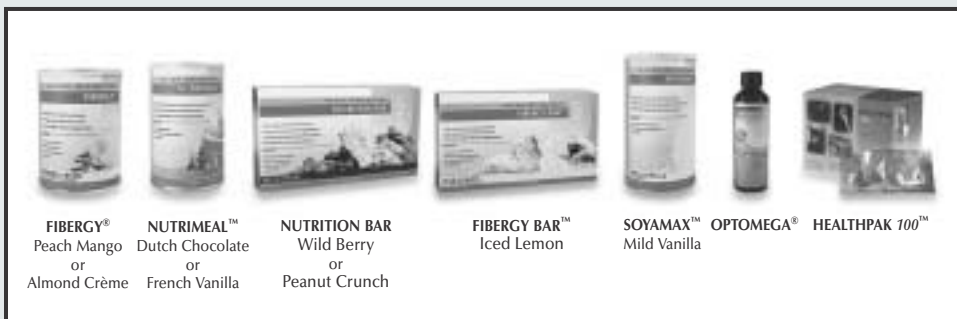 FIBERGY®
Peach Mango
or
Almond Crème
NUTRIMEAL™
Dutch Chocolate
or
French Vanilla
NUTRITION BAR
Wild Berry
or
Peanut Crunch
FIBERGY BAR™
Iced Lemon
SOYAMAX™
Mild Vanilla
OPTOMEGA®
HEALTHPAK 100™